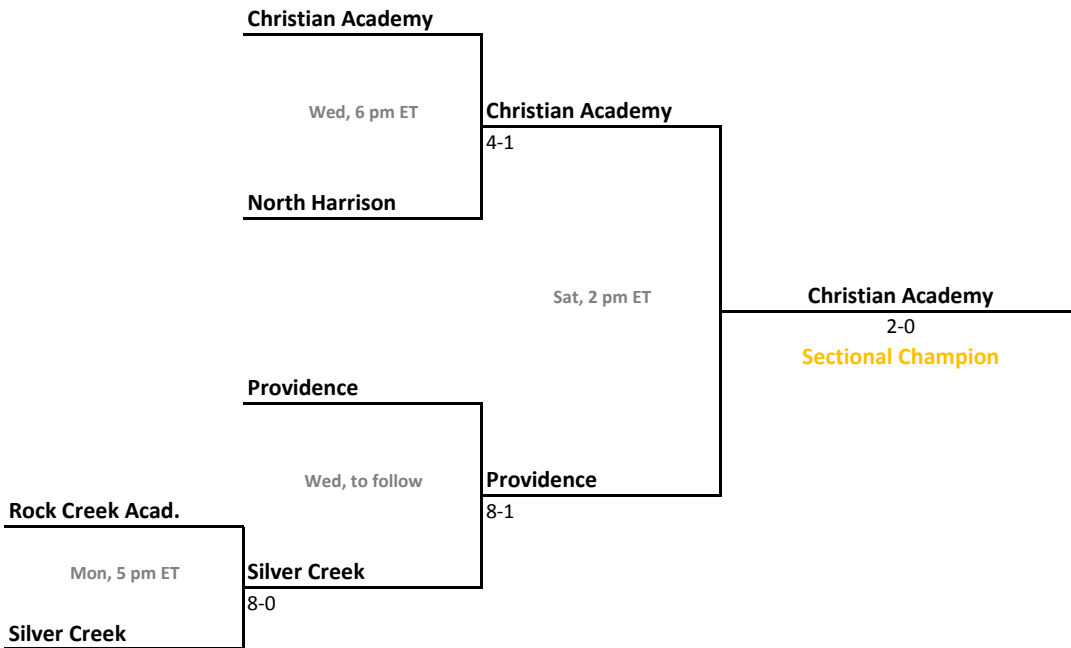 Christian Academy
Wed, 6 pm ET
Christian Academy
4-1
North Harrison
Sat, 2 pm ET
Christian Academy
2-0
Sectional Champion
Providence
Wed, to follow
Providence
8-1
Rock Creek Acad.
Mon, 5 pm ET
Silver Creek
8-0
Silver Creek